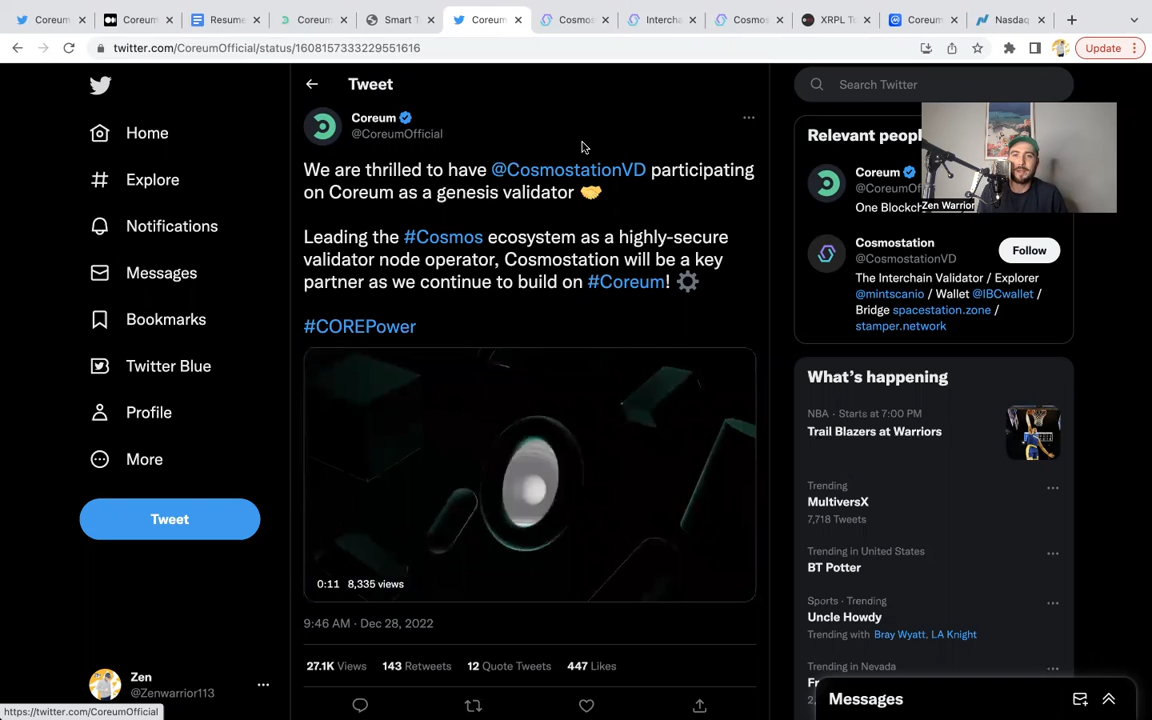 Coreum
Coreum
Resume
Coreum
Smart T
Coreum
Cosmos
Intercha
Cosmos
XRPL To
Coreum
Nasdaq
twitter.com/CoreumOfficial/status/1608157333229551616
Update
Home
Explore
Notifications
Messages
Bookmarks
Twitter Blue
Profile
More
Tweet
Zen
@Zenwarrior113
https://twitter.com/CoreumOfficial
Tweet
Coreum
@CoreumOfficial
We are thrilled to have @CosmostationVD participating
on Coreum as a genesis validator 🤝
Leading the #Cosmos ecosystem as a highly-secure
validator node operator, Cosmostation will be a key
partner as we continue to build on #Coreum! ⚙️
#COREPower
0:11 8,335 views
9:46 AM · Dec 28, 2022
27.1K Views 143 Retweets 12 Quote Tweets 447 Likes
Search Twitter
Relevant peopl
Coreum
@CoreumOf
One Blockch
Zen Warrior
Cosmostation
@CosmostationVD
Follow
The Interchain Validator / Explorer
@mintscanio / Wallet @IBCwallet /
Bridge spacestation.zone /
stamper.network
What's happening
NBA · Starts at 7:00 PM
Trail Blazers at Warriors
Trending
MultiversX
7,718 Tweets
Trending in United States
BT Potter
Sports · Trending
Uncle Howdy
Trending with Bray Wyatt, LA Knight
Trending in Nevada
Messages